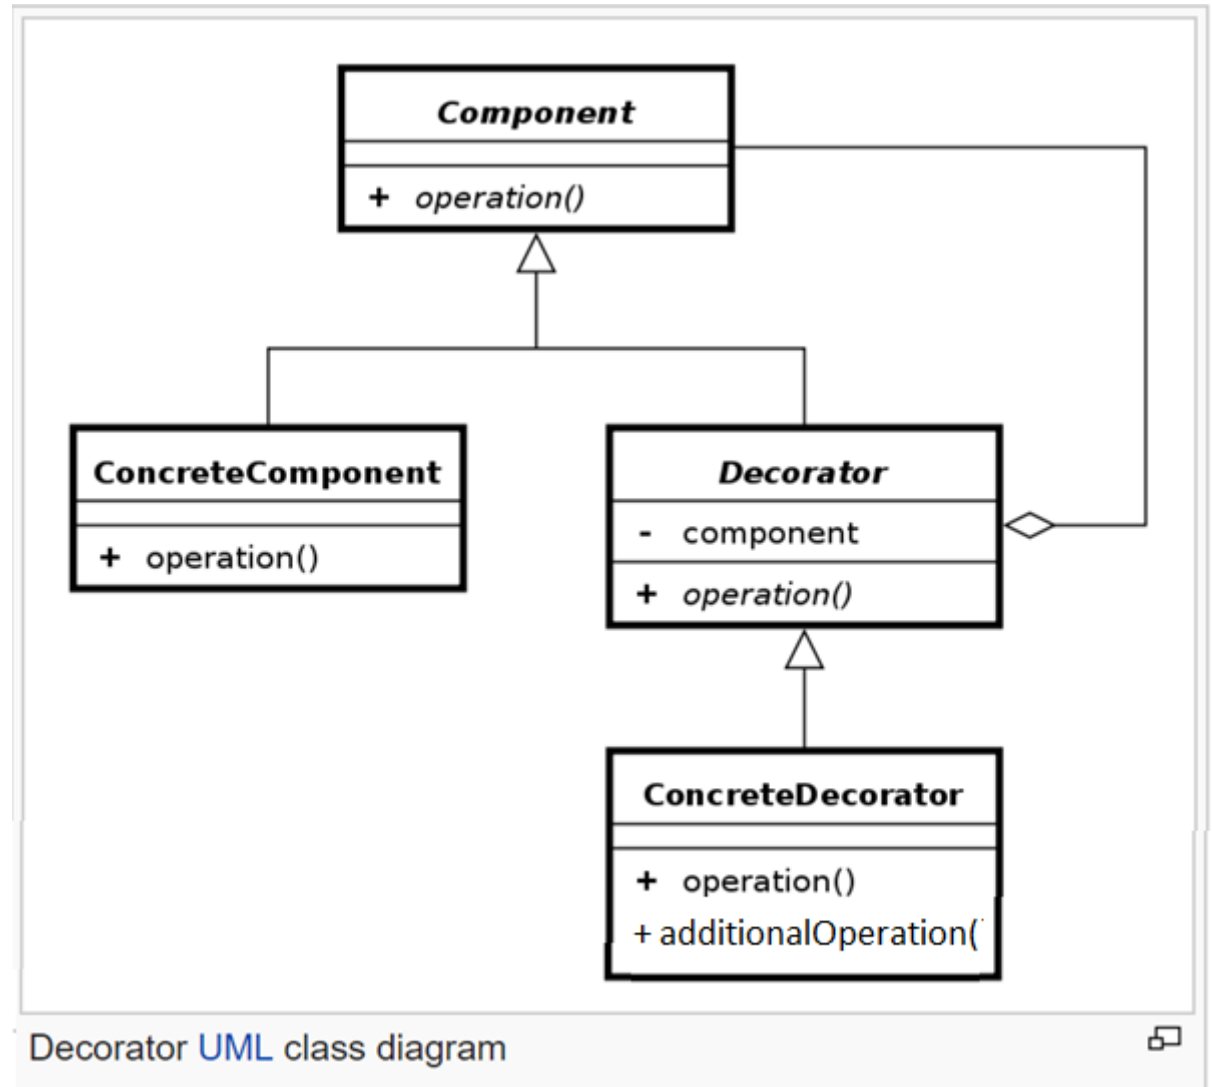 Component
+ operation()
ConcreteComponent
+ operation()
Decorator
- component
+ operation()
ConcreteDecorator
+ operation()
+ additionalOperation(
Decorator UML class diagram